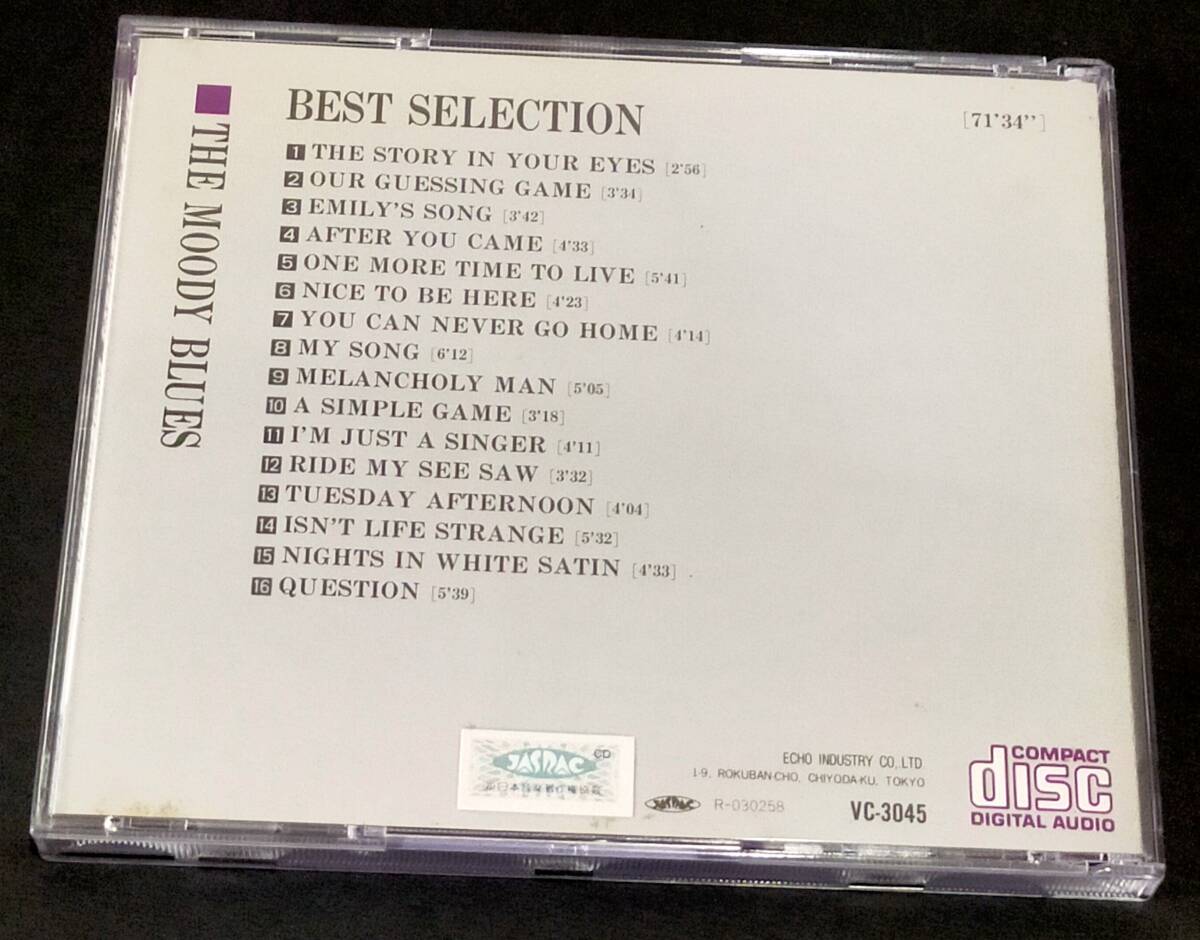 THE MOODY BLUES
BEST SELECTION [71'34"]
1 THE STORY IN YOUR EYES [2'56]
2 OUR GUESSING GAME [3'34]
3 EMILY'S SONG [3'42]
4 AFTER YOU CAME [4'33]
5 ONE MORE TIME TO LIVE [5'41]
6 NICE TO BE HERE [4'23]
7 YOU CAN NEVER GO HOME [4'14]
8 MY SONG [6'12]
9 MELANCHOLY MAN [5'05]
10 A SIMPLE GAME [3'18]
11 I'M JUST A SINGER [4'11]
12 RIDE MY SEE SAW [3'32]
13 TUESDAY AFTERNOON [4'04]
14 ISN'T LIFE STRANGE [5'32]
15 NIGHTS IN WHITE SATIN [4'33]
16 QUESTION [5'39]
CD
JASRAC
ECHO INDUSTRY CO.,LTD.
1-9, ROKUBAN-CHO, CHIYODA-KU, TOKYO
JASRAC R-030258 VC-3045
COMPACT
disc
DIGITAL AUDIO